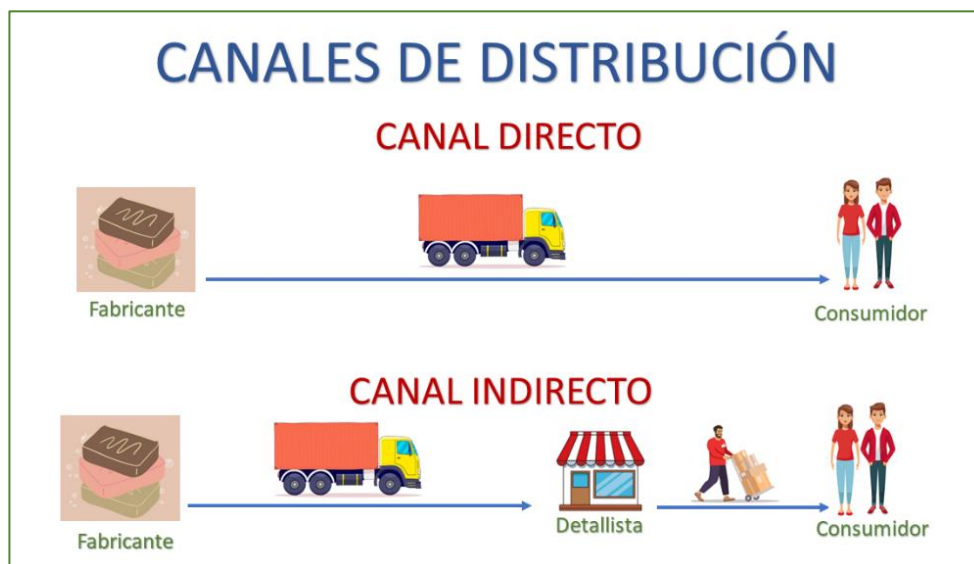 CANALES DE DISTRIBUCIÓN
CANAL DIRECTO
Fabricante
Consumidor
CANAL INDIRECTO
Fabricante
Detallista
Consumidor